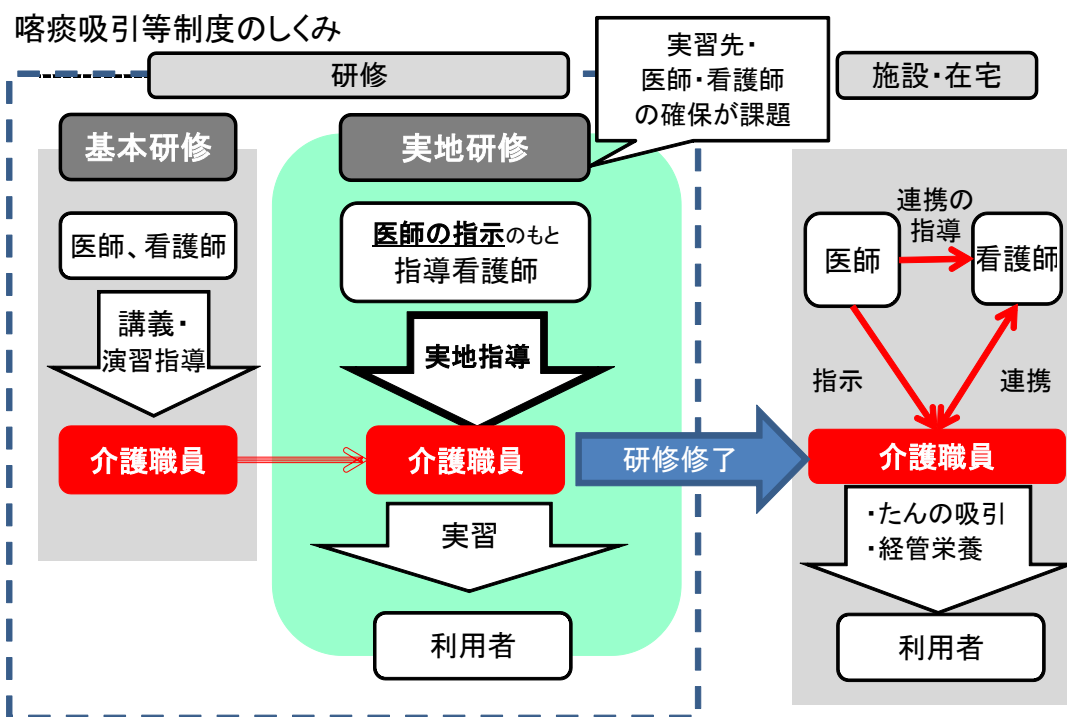 喀痰吸引等制度のしくみ
研修
実習先・
医師・看護師
の確保が課題
施設・在宅
基本研修
医師、看護師
講義・
演習指導
介護職員
実地研修
医師の指示のもと
指導看護師
実地指導
介護職員
実習
利用者
研修修了
連携の
指導
医師
看護師
指示
連携
介護職員
・たんの吸引
・経管栄養
利用者